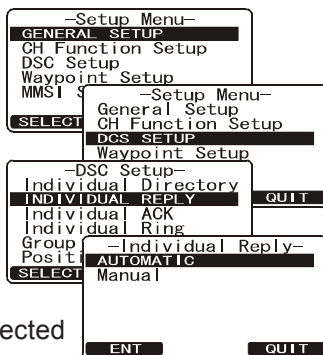 —Setup Menu—
GENERAL SETUP
CH Function Setup
DSC Setup
Waypoint Setup
MMSI
SELECT
—Setup Menu—
General Setup
CH Function Setup
DCS SETUP
Waypoint Setup
QUIT
—DSC Setup—
Individual Directory
INDIVIDUAL REPLY
Individual ACK
Individual Ring
Group
SELECT
—Individual Reply—
AUTOMATIC
Manual
ENT QUIT
ected